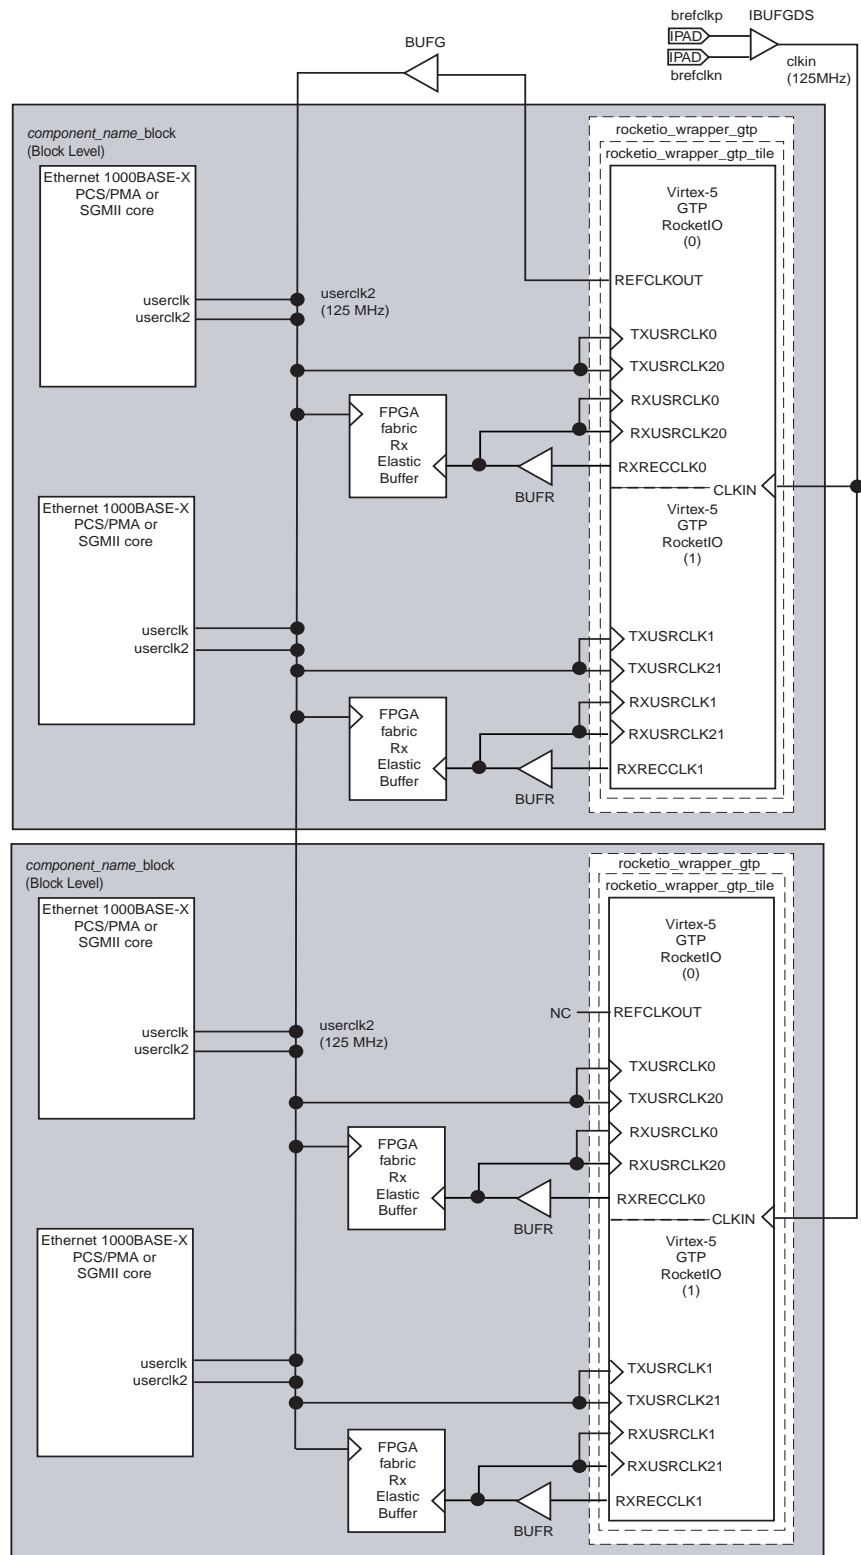 brefclkp
IBUFGDS
IPAD
IPAD
brefclkn
clkin
(125MHz)
BUFG
component_name_block
(Block Level)
rocketio_wrapper_gtp
rocketio_wrapper_gtp_tile
Ethernet 1000BASE-X
PCS/PMA or
SGMII core
userclk
userclk2
userclk2
(125 MHz)
Virtex-5
GTP
RocketIO
(0)
REFCLKOUT
TXUSRCLK0
TXUSRCLK20
RXUSRCLK0
RXUSRCLK20
RXRECCLK0
FPGA
fabric
Rx
Elastic
Buffer
BUFR
CLKIN
Ethernet 1000BASE-X
PCS/PMA or
SGMII core
userclk
userclk2
Virtex-5
GTP
RocketIO
(1)
TXUSRCLK1
TXUSRCLK21
RXUSRCLK1
RXUSRCLK21
RXRECCLK1
FPGA
fabric
Rx
Elastic
Buffer
BUFR
component_name_block
(Block Level)
rocketio_wrapper_gtp
rocketio_wrapper_gtp_tile
Ethernet 1000BASE-X
PCS/PMA or
SGMII core
userclk
userclk2
userclk2
(125 MHz)
Virtex-5
GTP
RocketIO
(0)
NC
REFCLKOUT
TXUSRCLK0
TXUSRCLK20
RXUSRCLK0
RXUSRCLK20
RXRECCLK0
FPGA
fabric
Rx
Elastic
Buffer
BUFR
CLKIN
Ethernet 1000BASE-X
PCS/PMA or
SGMII core
userclk
userclk2
Virtex-5
GTP
RocketIO
(1)
TXUSRCLK1
TXUSRCLK21
RXUSRCLK1
RXUSRCLK21
RXRECCLK1
FPGA
fabric
Rx
Elastic
Buffer
BUFR